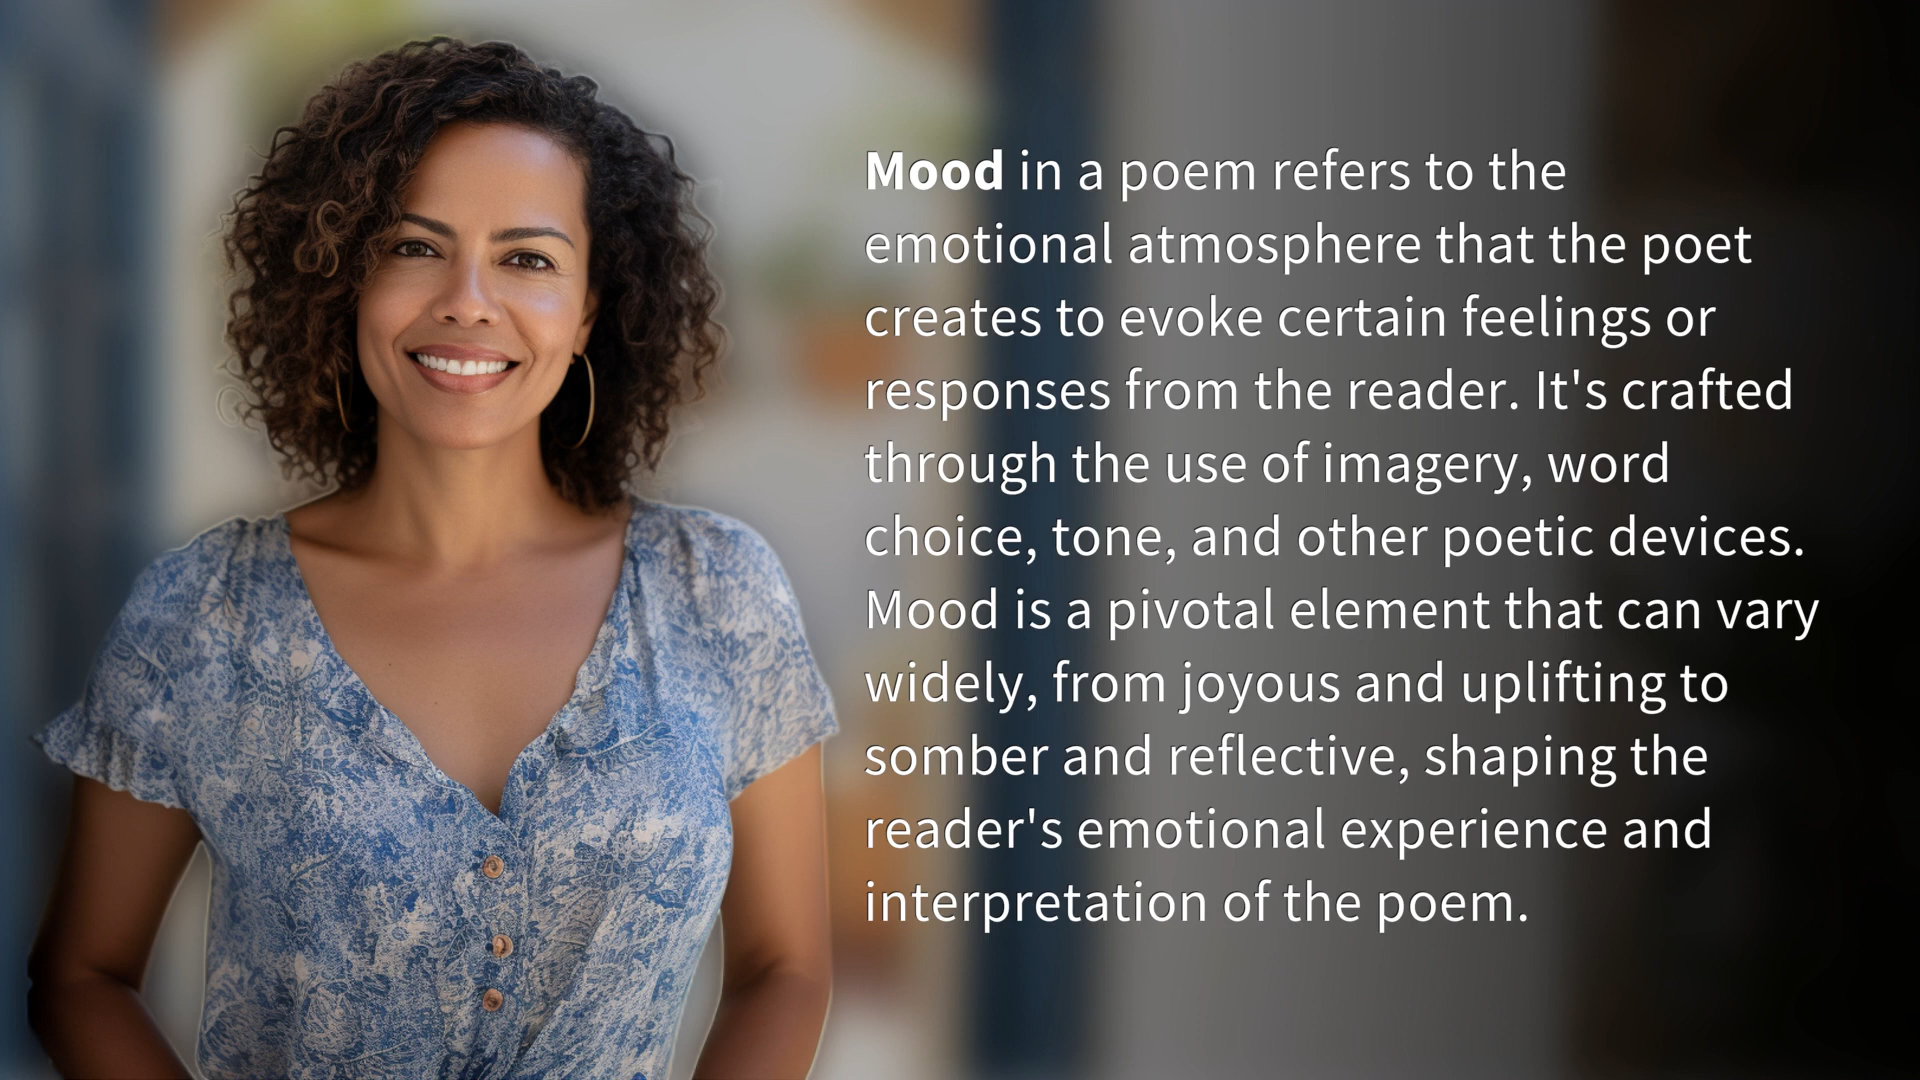 Mood in a poem refers to the
emotional atmosphere that the poet
creates to evoke certain feelings or
responses from the reader. It's crafted
through the use of imagery, word
choice, tone, and other poetic devices.
Mood is a pivotal element that can vary
widely, from joyous and uplifting to
somber and reflective, shaping the
reader's emotional experience and
interpretation of the poem.